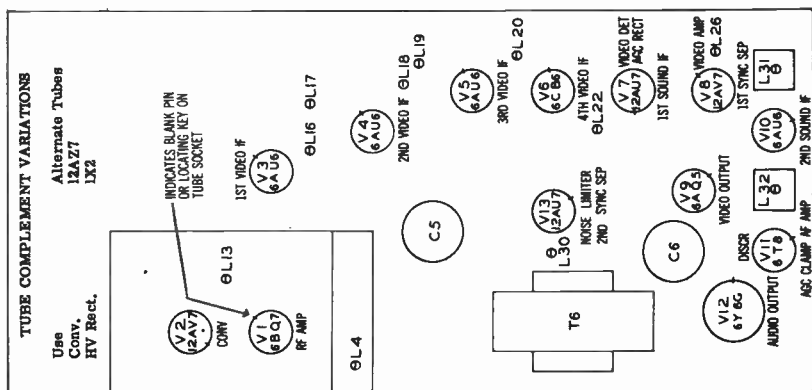 TUBE COMPLEMENT VARIATIONS
Use
Alternate Tubes
Conv.
12AZ7
HV Rect.
1X2
INDICATES BLANK PIN
OR LOCATING KEY ON
TUBE SOCKET
V2
12AV7
CONV
V1
6BQ7
RF AMP
L13
L4
1ST VIDEO IF
V3
6AU6
L16
L17
V4
6AU6
2ND VIDEO IF
L18
L19
C5
V5
6AU6
3RD VIDEO IF
L20
V6
6CB6
4TH VIDEO IF
L22
V7
12AU7
VIDEO DET
AGC RECT
1ST SOUND IF
V8
12AV7
VIDEO AMP
L26
1ST SYNC SEP
L31
V13
12AU7
NOISE LIMITER
2ND SYNC SEP
L30
V9
6AQ5
VIDEO OUTPUT
V10
6AU6
2ND SOUND IF
L32
T6
C6
DISCR
V11
6T8
AGC CLAMP AF AMP
V12
6Y6G
AUDIO OUTPUT